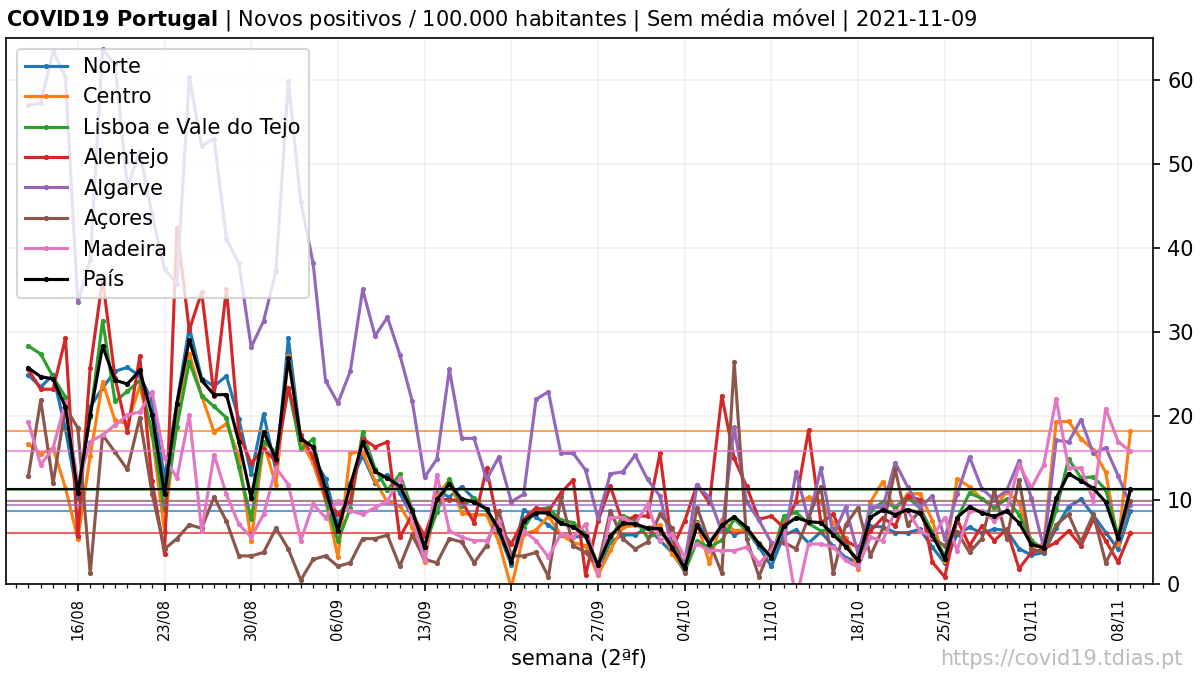 COVID19 Portugal | Novos positivos / 100.000 habitantes | Sem média móvel | 2021-11-09
Norte
Centro
Lisboa e Vale do Tejo
Alentejo
Algarve
Açores
Madeira
País
60
50
40
30
20
10
0
16/08
23/08
30/08
06/09
13/09
20/09
27/09
04/10
11/10
18/10
25/10
01/11
08/11
semana (2ªf)
https://covid19.tdias.pt